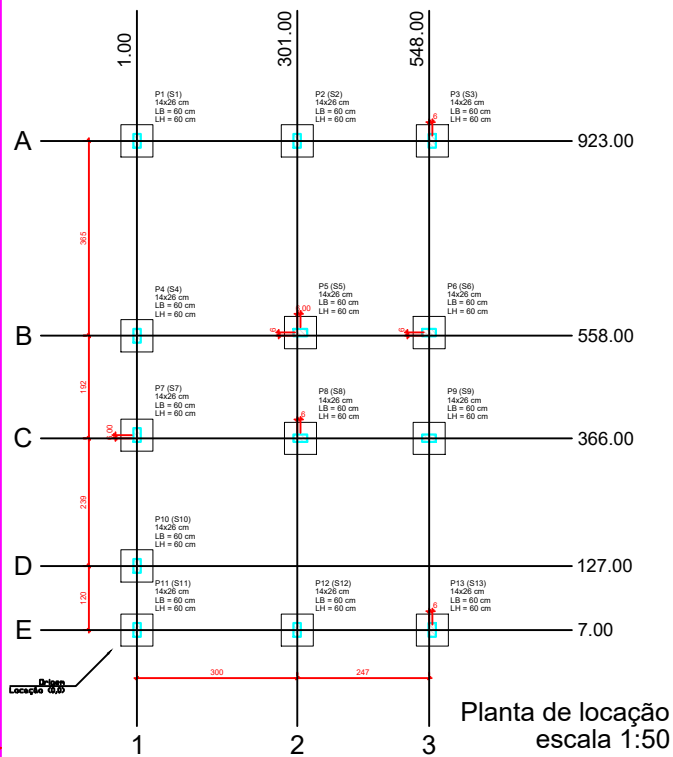 1.00
301.00
548.00
P1 (S1)
14x26 cm
LB = 60 cm
LH = 60 cm
P2 (S2)
14x26 cm
LB = 60 cm
LH = 60 cm
P3 (S3)
14x26 cm
LB = 60 cm
LH = 60 cm
6
A
923.00
365
P4 (S4)
14x26 cm
LB = 60 cm
LH = 60 cm
P5 (S5)
14x26 cm
LB = 60 cm
LH = 60 cm
6
P6 (S6)
14x26 cm
LB = 60 cm
LH = 60 cm
6
B
558.00
192
P7 (S7)
14x26 cm
LB = 60 cm
LH = 60 cm
P8 (S8)
14x26 cm
LB = 60 cm
LH = 60 cm
6
P9 (S9)
14x26 cm
LB = 60 cm
LH = 60 cm
C
366.00
239
P10 (S10)
14x26 cm
LB = 60 cm
LH = 60 cm
D
127.00
120
P11 (S11)
14x26 cm
LB = 60 cm
LH = 60 cm
P12 (S12)
14x26 cm
LB = 60 cm
LH = 60 cm
P13 (S13)
14x26 cm
LB = 60 cm
LH = 60 cm
6
E
7.00
Origem
Locação (0,0)
300
247
1
2
3
Planta de locação
escala 1:50